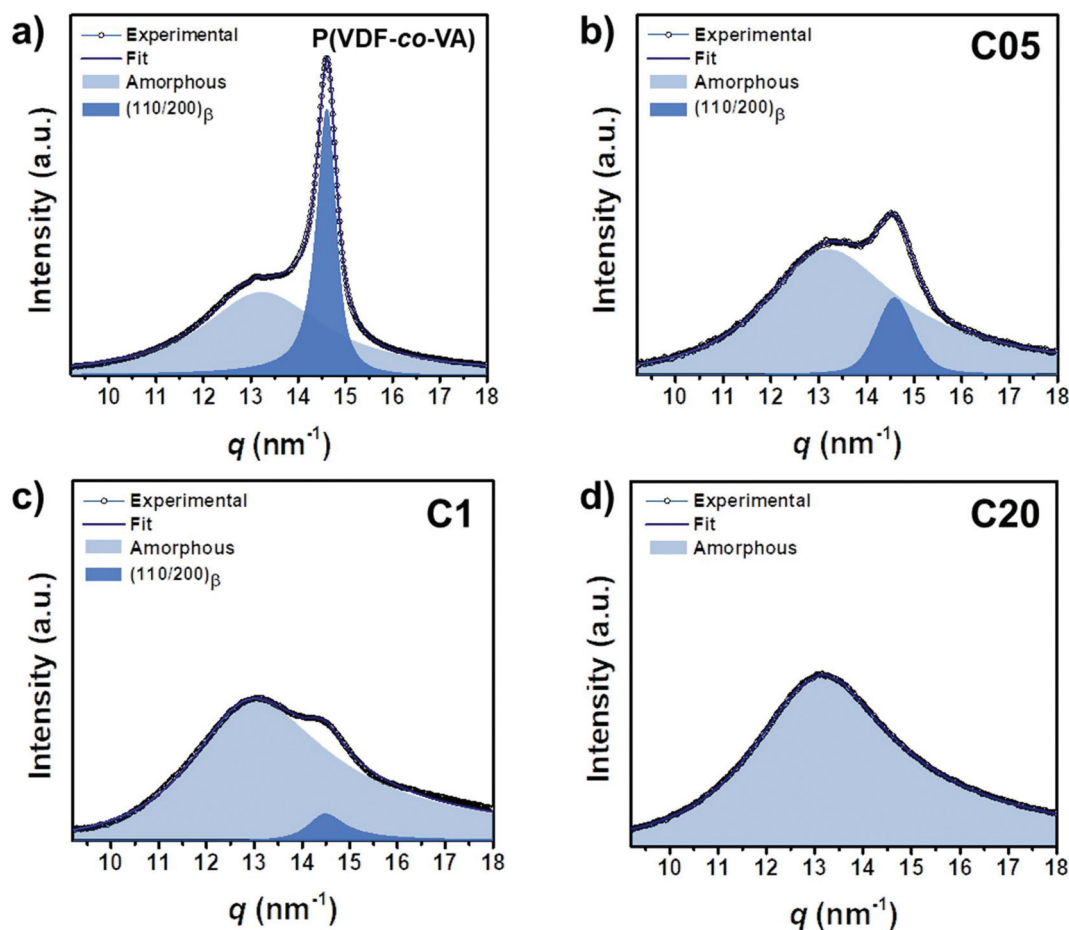 a)
P(VDF-co-VA)
Experimental
Fit
Amorphous
(110/200)β
Intensity (a.u.)
10 11 12 13 14 15 16 17 18
q (nm⁻¹)
b)
C05
Experimental
Fit
Amorphous
(110/200)β
Intensity (a.u.)
10 11 12 13 14 15 16 17 18
q (nm⁻¹)
c)
C1
Experimental
Fit
Amorphous
(110/200)β
Intensity (a.u.)
10 11 12 13 14 15 16 17 18
q (nm⁻¹)
d)
C20
Experimental
Fit
Amorphous
Intensity (a.u.)
10 11 12 13 14 15 16 17 18
q (nm⁻¹)